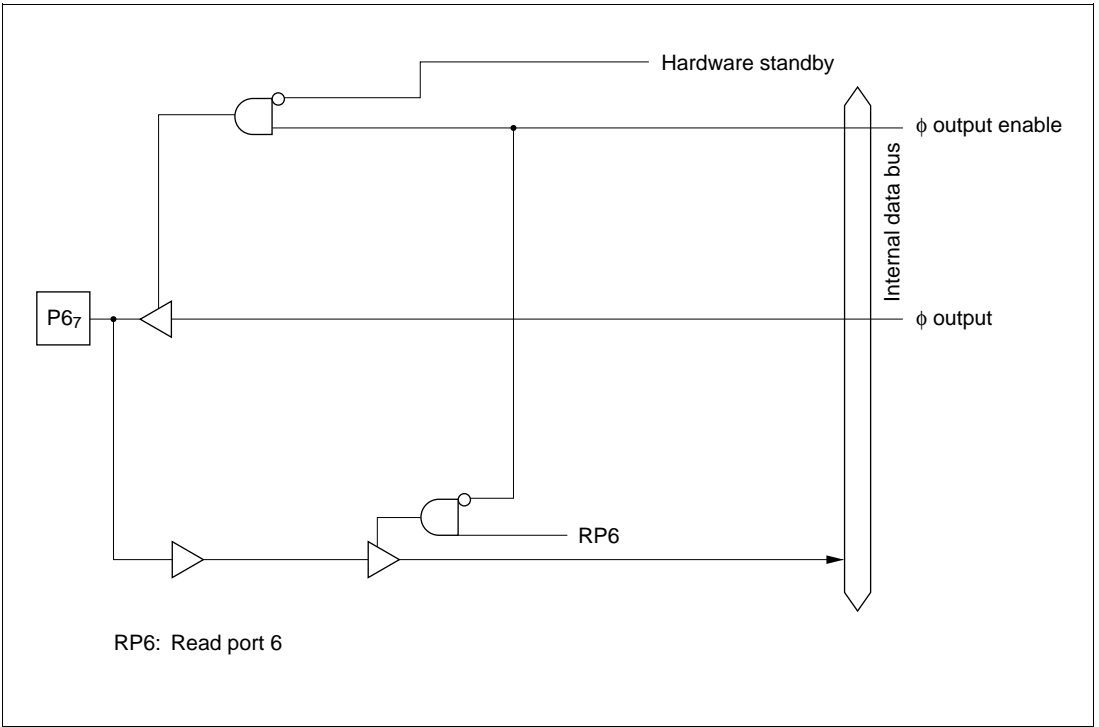 Hardware standby
ϕ output enable
Internal data bus
P6₇
ϕ output
RP6
RP6: Read port 6